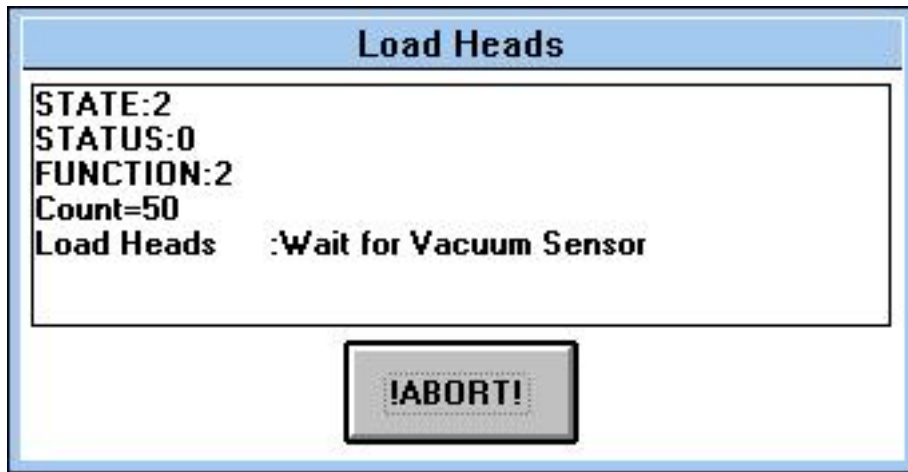 Load Heads
STATE:2
STATUS:0
FUNCTION:2
Count=50
Load Heads :Wait for Vacuum Sensor
!ABORT!